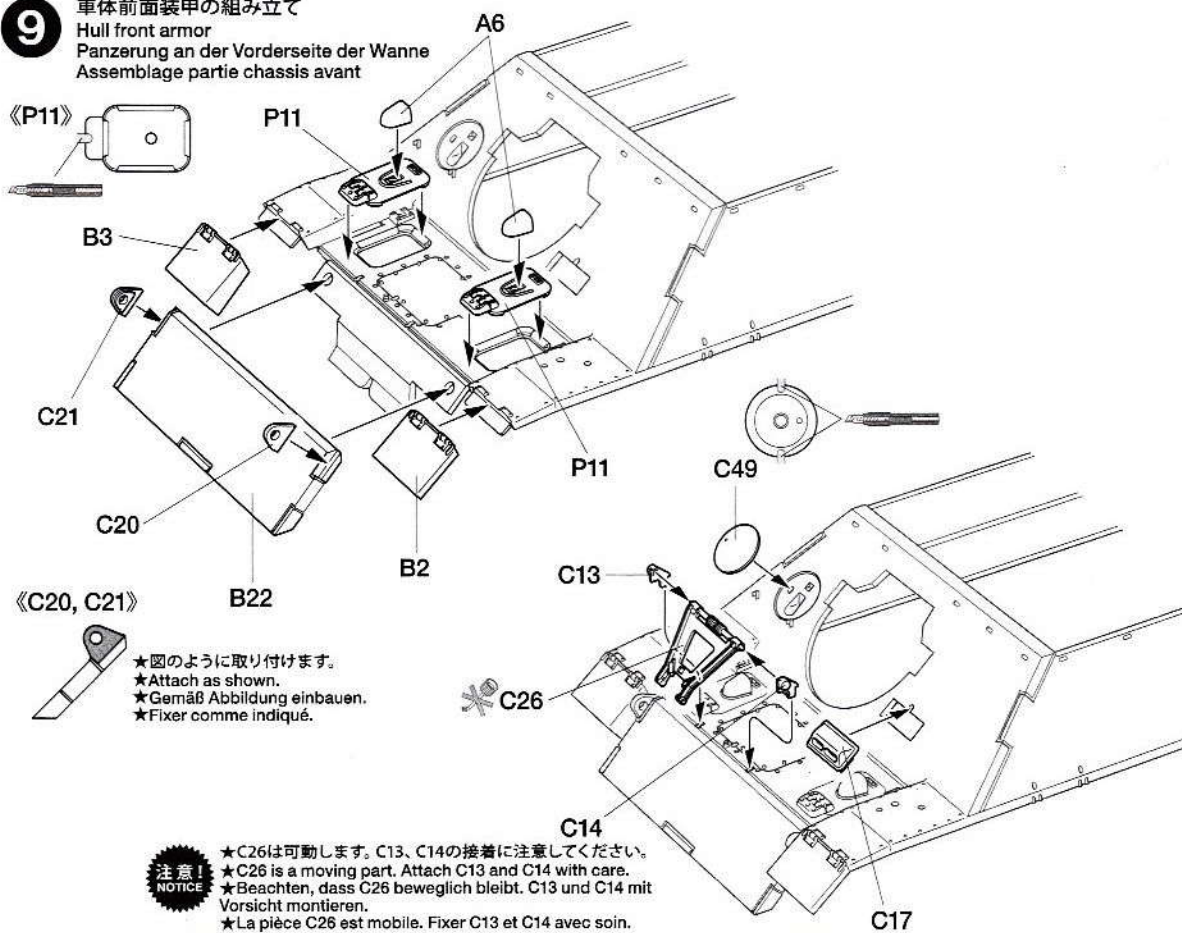 9
車体前面装甲の組み立て
Hull front armor
Panzerung an der Vorderseite der Wanne
Assemblage partie chassis avant
A6
《P11》
P11
B3
C21
C20
B22
B2
P11
C49
C13
C26
C14
C17
《C20, C21》
★図のように取り付けます。
★Attach as shown.
★Gemäß Abbildung einbauen.
★Fixer comme indiqué.
注意!
NOTICE
★C26は可動します。C13、C14の接着に注意してください。
★C26 is a moving part. Attach C13 and C14 with care.
★Beachten, dass C26 beweglich bleibt. C13 und C14 mit
Vorsicht montieren.
★La pièce C26 est mobile. Fixer C13 et C14 avec soin.